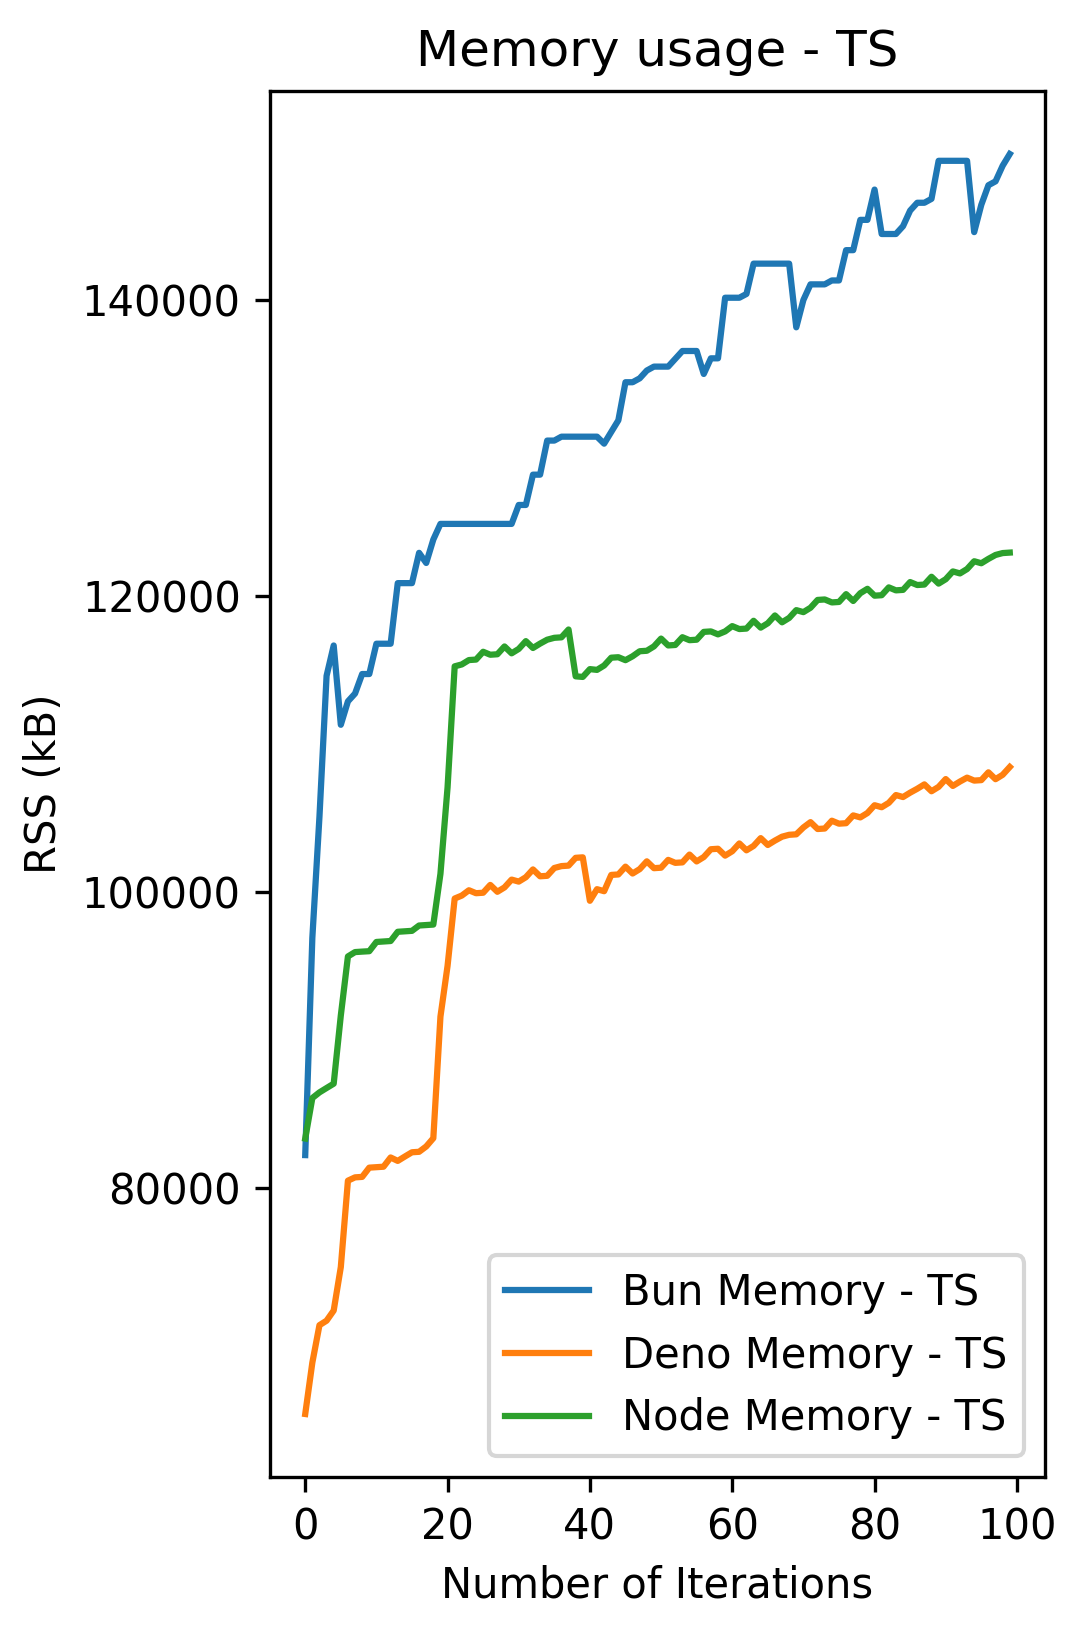 Memory usage - TS
RSS (kB)
140000
120000
100000
80000
Bun Memory - TS
Deno Memory - TS
Node Memory - TS
0 20 40 60 80 100
Number of Iterations